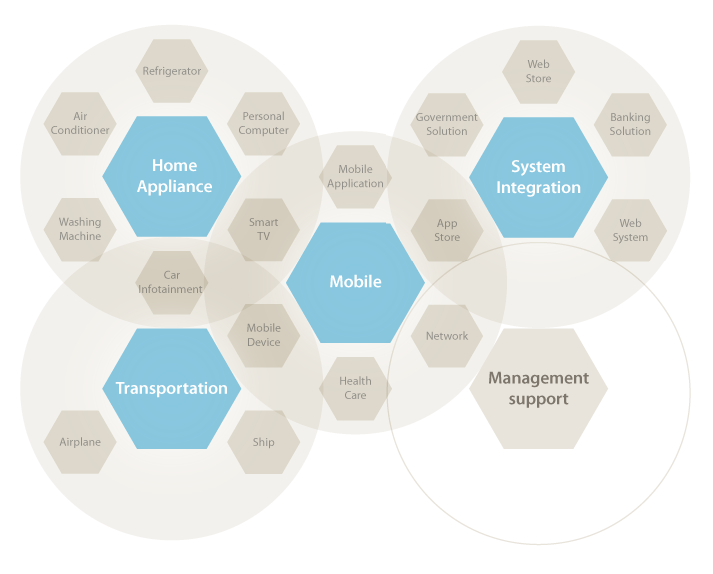 Refrigerator
Web
Store
Air
Conditioner
Personal
Computer
Government
Solution
Banking
Solution
Home
Appliance
Mobile
Application
System
Integration
Washing
Machine
Smart
TV
App
Store
Web
System
Car
Infotainment
Mobile
Mobile
Device
Network
Transportation
Health
Care
Management
support
Airplane
Ship